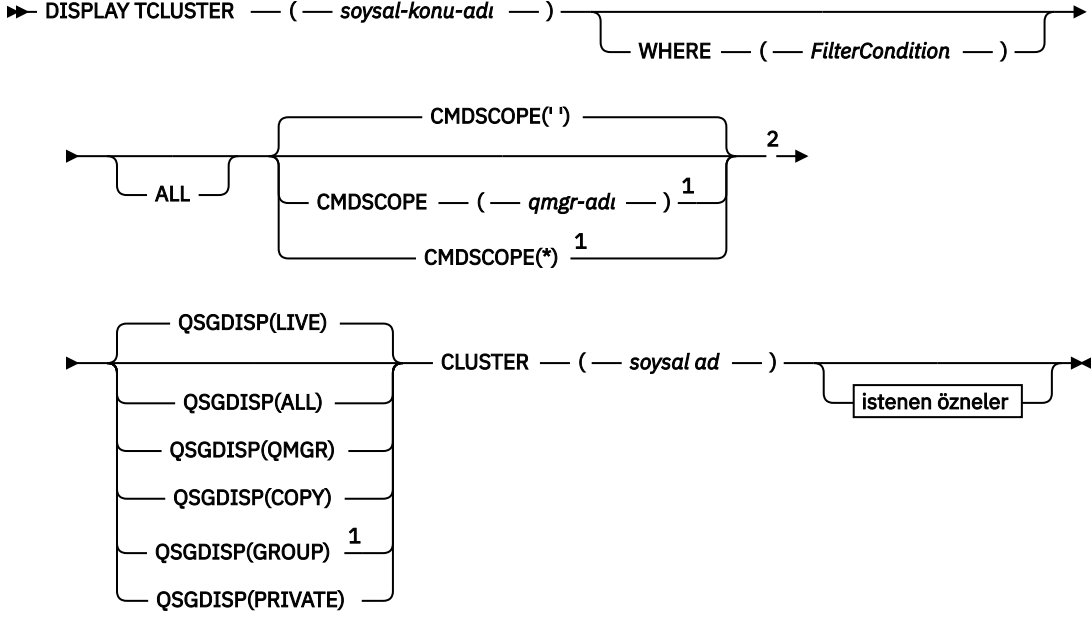 DISPLAY TCLUSTER ( soysal-konu-adı )
WHERE ( FilterCondition )
CMDSCOPE(' ')
2
ALL
CMDSCOPE ( qmgr-adı ) 1
CMDSCOPE(*) 1
QSGDISP(LIVE)
CLUSTER ( soysal ad )
istenen özneler
QSGDISP(ALL)
QSGDISP(QMGR)
QSGDISP(COPY)
QSGDISP(GROUP) 1
QSGDISP(PRIVATE)